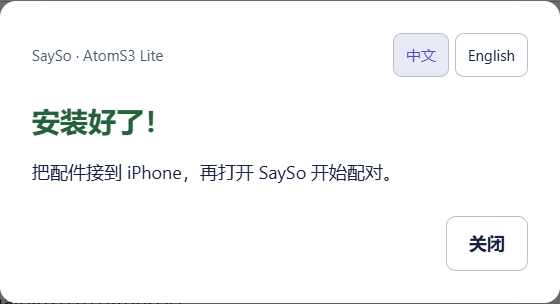 SaySo · AtomS3 Lite
中文
English
安装好了！
把配件接到 iPhone，再打开 SaySo 开始配对。
关闭